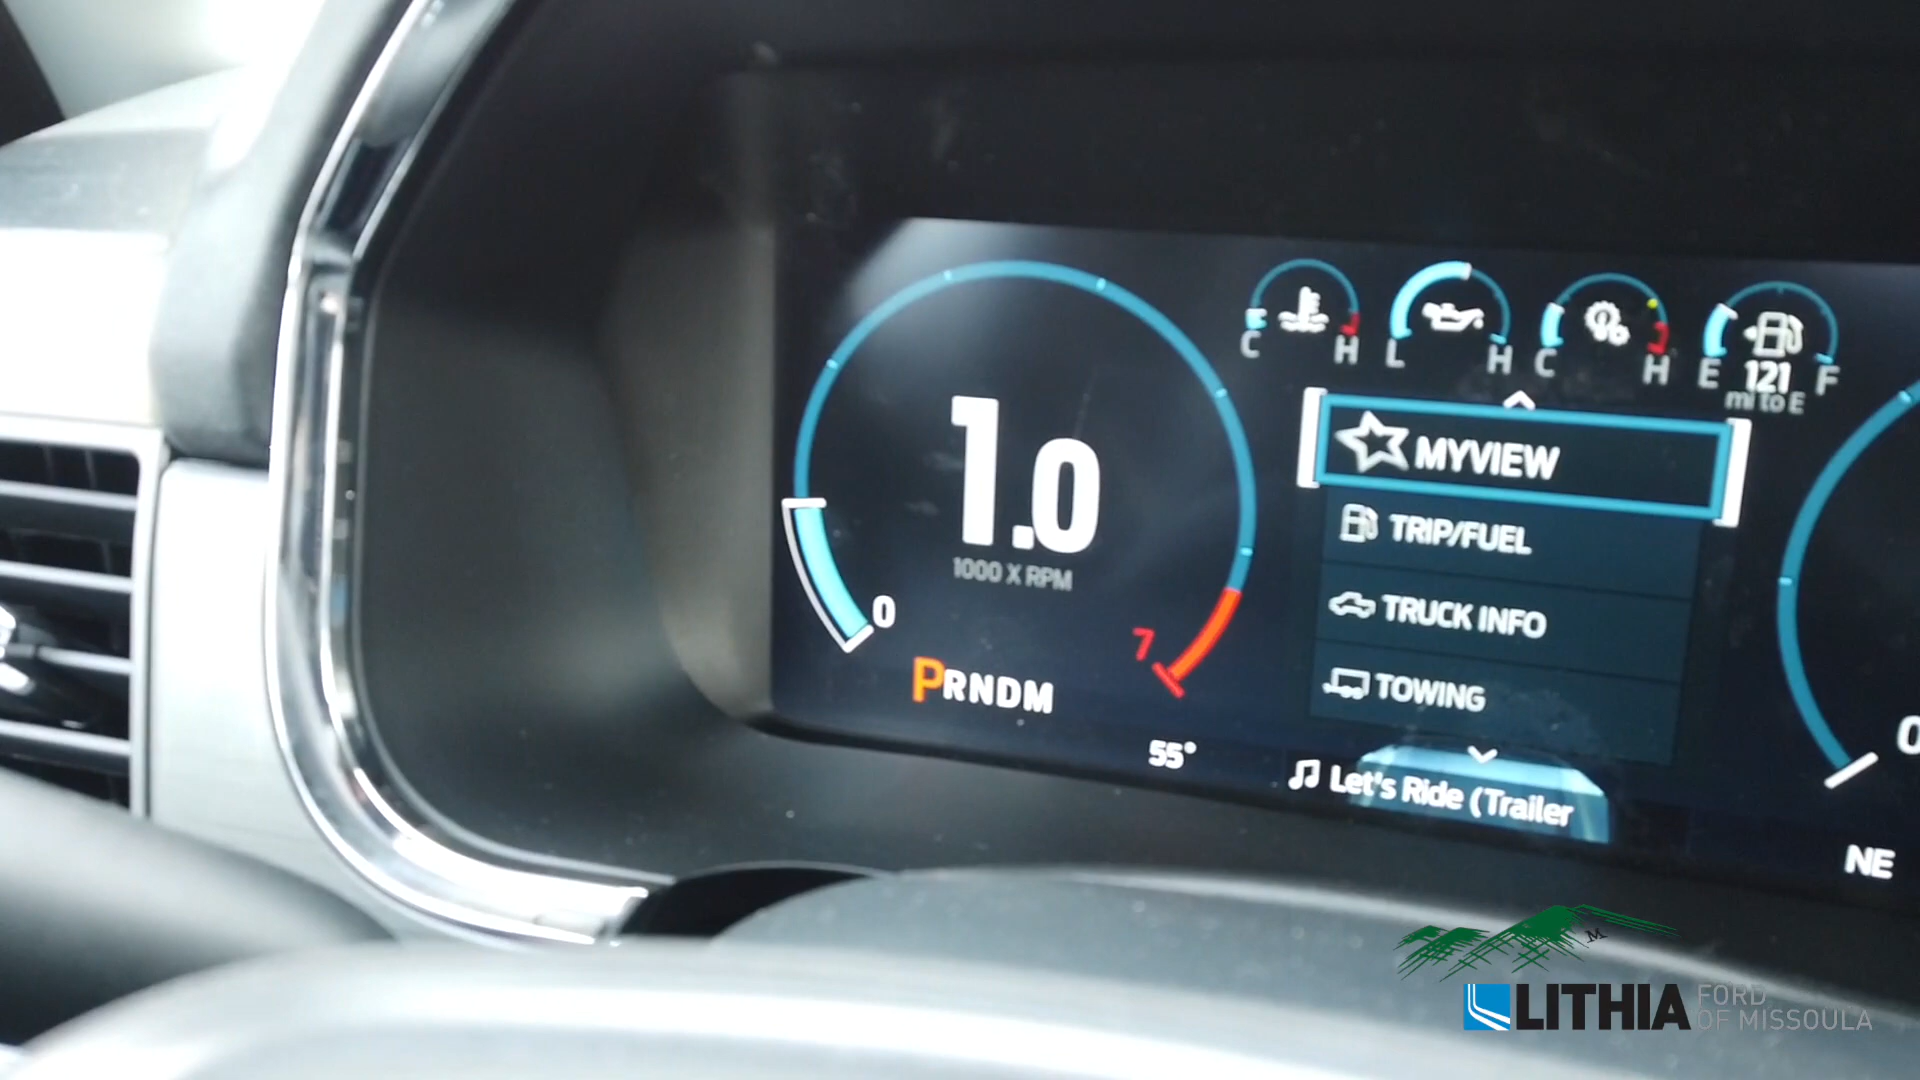 C H
L H
C H
E 121 F
mi to E
MYVIEW
TRIP/FUEL
TRUCK INFO
TOWING
1.0
1000 X RPM
0
7
PRNDM
55°
Let's Ride (Trailer
0
NE
M
LITHIA FORD
OF MISSOULA